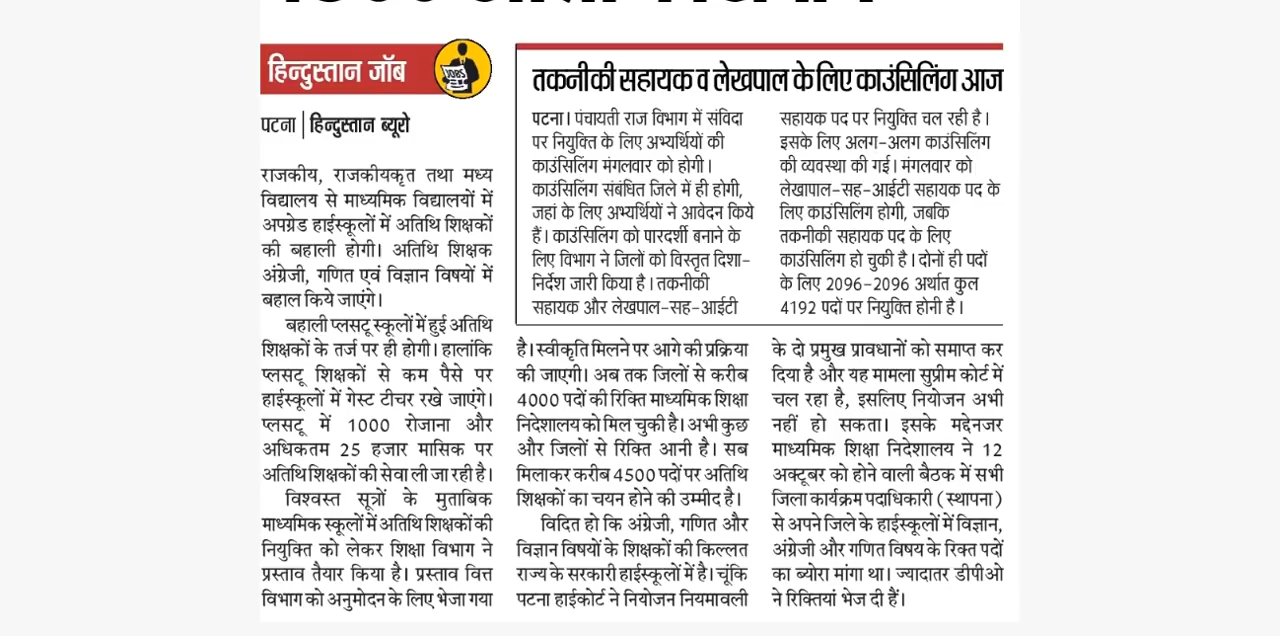 हिन्दुस्तान जॉब
JOBS
पटना | हिन्दुस्तान ब्यूरो
राजकीय, राजकीयकृत तथा मध्य
विद्यालय से माध्यमिक विद्यालयों में
अपग्रेड हाईस्कूलों में अतिथि शिक्षकों
की बहाली होगी। अतिथि शिक्षक
अंग्रेजी, गणित एवं विज्ञान विषयों में
बहाल किये जाएंगे।
बहाली प्लसटू स्कूलों में हुई अतिथि
शिक्षकों के तर्ज पर ही होगी। हालांकि
प्लसटू शिक्षकों से कम पैसे पर
हाईस्कूलों में गेस्ट टीचर रखे जाएंगे।
प्लसटू में 1000 रोजाना और
अधिकतम 25 हजार मासिक पर
अतिथि शिक्षकों की सेवा ली जा रही है।
विश्वस्त सूत्रों के मुताबिक
माध्यमिक स्कूलों में अतिथि शिक्षकों की
नियुक्ति को लेकर शिक्षा विभाग ने
प्रस्ताव तैयार किया है। प्रस्ताव वित्त
विभाग को अनुमोदन के लिए भेजा गया
तकनीकी सहायक व लेखपाल के लिए काउंसिलिंग आज
पटना। पंचायती राज विभाग में संविदा
पर नियुक्ति के लिए अभ्यर्थियों की
काउंसिलिंग मंगलवार को होगी।
काउंसिलिंग संबंधित जिले में ही होगी,
जहां के लिए अभ्यर्थियों ने आवेदन किये
हैं। काउंसिलिंग को पारदर्शी बनाने के
लिए विभाग ने जिलों को विस्तृत दिशा-
निर्देश जारी किया है। तकनीकी
सहायक और लेखपाल-सह-आईटी
सहायक पद पर नियुक्ति चल रही है।
इसके लिए अलग-अलग काउंसिलिंग
की व्यवस्था की गई। मंगलवार को
लेखापाल-सह-आईटी सहायक पद के
लिए काउंसिलिंग होगी, जबकि
तकनीकी सहायक पद के लिए
काउंसिलिंग हो चुकी है। दोनों ही पदों
के लिए 2096-2096 अर्थात कुल
4192 पदों पर नियुक्ति होनी है।
है। स्वीकृति मिलने पर आगे की प्रक्रिया
की जाएगी। अब तक जिलों से करीब
4000 पदों की रिक्ति माध्यमिक शिक्षा
निदेशालय को मिल चुकी है। अभी कुछ
और जिलों से रिक्ति आनी है। सब
मिलाकर करीब 4500 पदों पर अतिथि
शिक्षकों का चयन होने की उम्मीद है।
विदित हो कि अंग्रेजी, गणित और
विज्ञान विषयों के शिक्षकों की किल्लत
राज्य के सरकारी हाईस्कूलों में है। चूंकि
पटना हाईकोर्ट ने नियोजन नियमावली
के दो प्रमुख प्रावधानों को समाप्त कर
दिया है और यह मामला सुप्रीम कोर्ट में
चल रहा है, इसलिए नियोजन अभी
नहीं हो सकता। इसके मद्देनजर
माध्यमिक शिक्षा निदेशालय ने 12
अक्टूबर को होने वाली बैठक में सभी
जिला कार्यक्रम पदाधिकारी (स्थापना)
से अपने जिले के हाईस्कूलों में विज्ञान,
अंग्रेजी और गणित विषय के रिक्त पदों
का ब्योरा मांगा था। ज्यादातर डीपीओ
ने रिक्तियां भेज दी हैं।